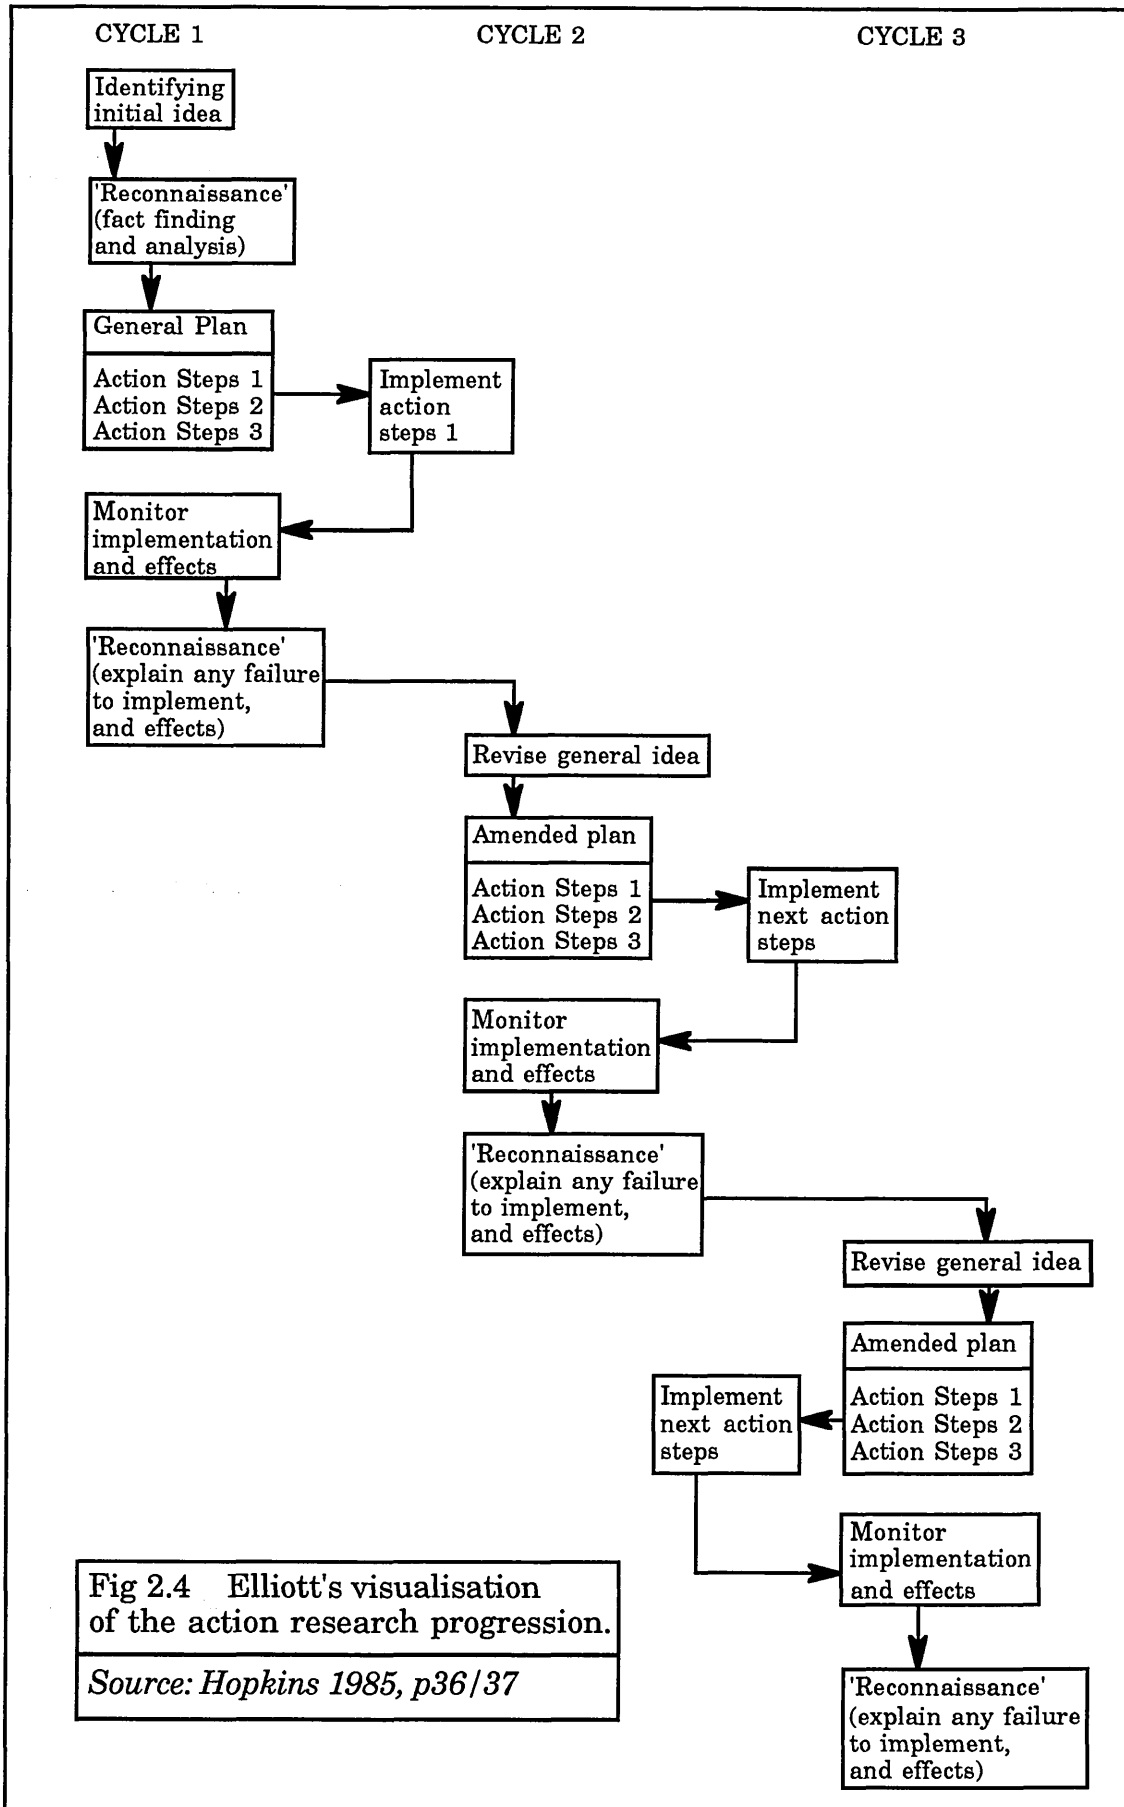 CYCLE 1
CYCLE 2
CYCLE 3
Identifying
initial idea
'Reconnaissance'
(fact finding
and analysis)
General Plan
Action Steps 1
Action Steps 2
Action Steps 3
Implement
action
steps 1
Monitor
implementation
and effects
'Reconnaissance'
(explain any failure
to implement,
and effects)
Revise general idea
Amended plan
Action Steps 1
Action Steps 2
Action Steps 3
Implement
next action
steps
Monitor
implementation
and effects
'Reconnaissance'
(explain any failure
to implement,
and effects)
Revise general idea
Amended plan
Action Steps 1
Action Steps 2
Action Steps 3
Implement
next action
steps
Monitor
implementation
and effects
'Reconnaissance'
(explain any failure
to implement,
and effects)
Fig 2.4 Elliott's visualisation
of the action research progression.
Source: Hopkins 1985, p36/37